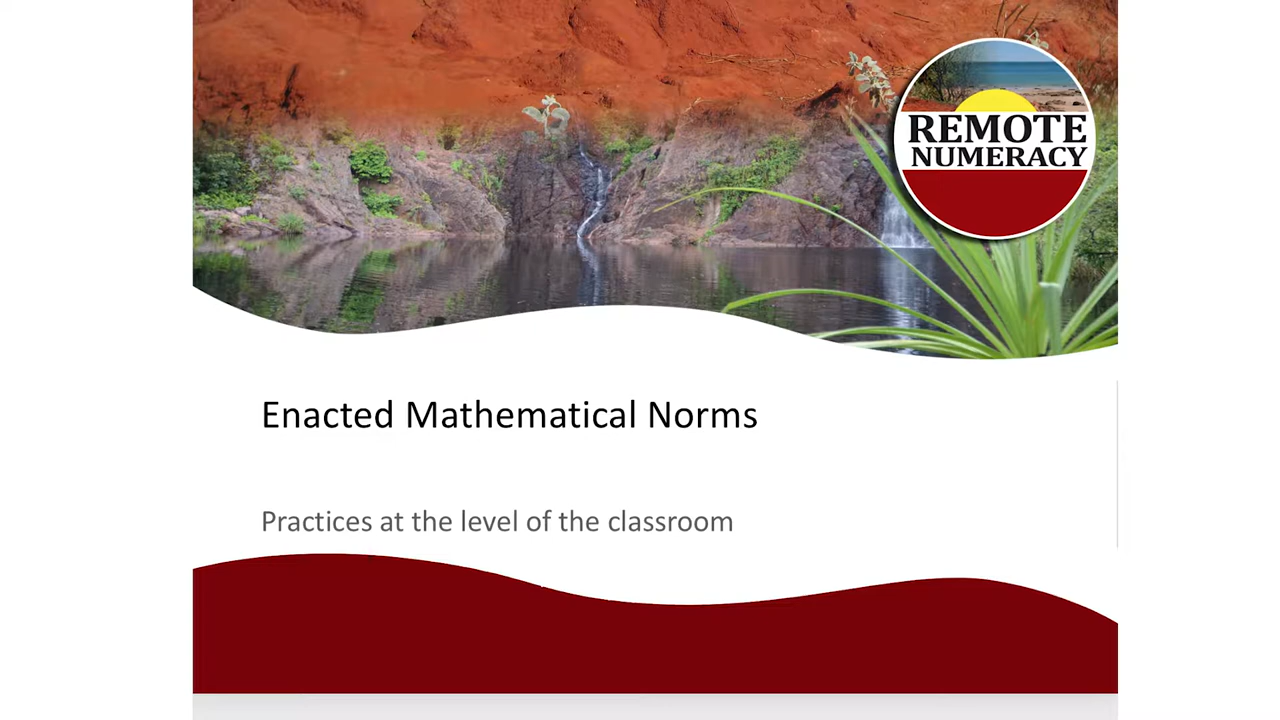 REMOTE
NUMERACY
Enacted Mathematical Norms
Practices at the level of the classroom